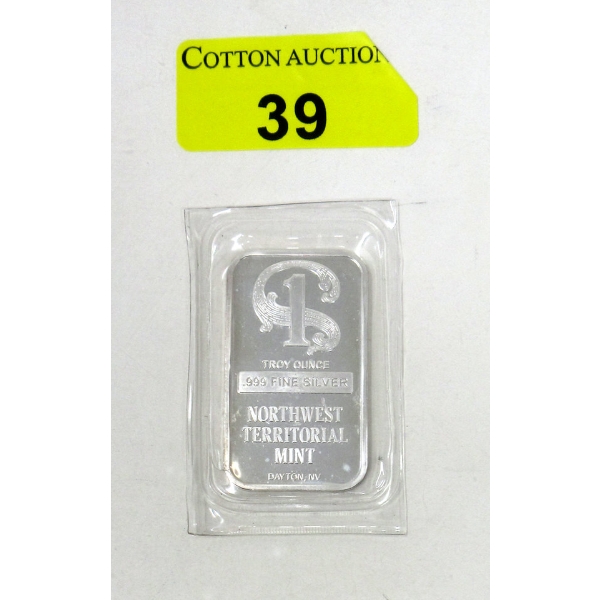 COTTON AUCTION
39
1
TROY OUNCE
.999 FINE SILVER
NORTHWEST
TERRITORIAL
MINT
DAYTON, NV